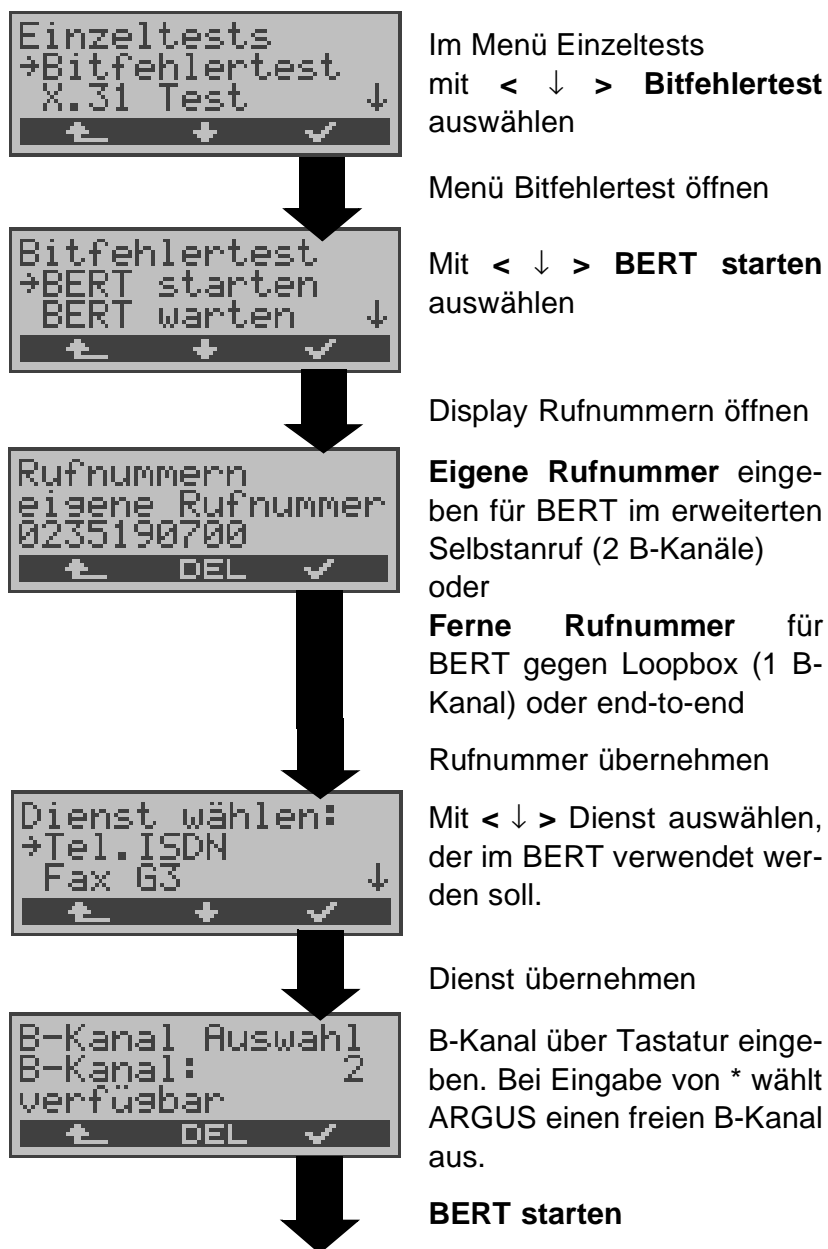 Einzeltests
→Bitfehlertest
X.31 Test ↓
Im Menü Einzeltests
mit < ↓ > Bitfehlertest
auswählen
Menü Bitfehlertest öffnen
Bitfehlertest
→BERT starten
BERT warten ↓
Mit < ↓ > BERT starten
auswählen
Display Rufnummern öffnen
Rufnummern
eigene Rufnummer
0235190700
DEL
Eigene Rufnummer einge-
ben für BERT im erweiterten
Selbstanruf (2 B-Kanäle)
oder
Ferne Rufnummer für
BERT gegen Loopbox (1 B-
Kanal) oder end-to-end
Rufnummer übernehmen
Dienst wählen:
→Tel.ISDN
Fax G3 ↓
Mit < ↓ > Dienst auswählen,
der im BERT verwendet wer-
den soll.
Dienst übernehmen
B-Kanal Auswahl
B-Kanal: 2
verfügbar
DEL
B-Kanal über Tastatur einge-
ben. Bei Eingabe von * wählt
ARGUS einen freien B-Kanal
aus.
BERT starten